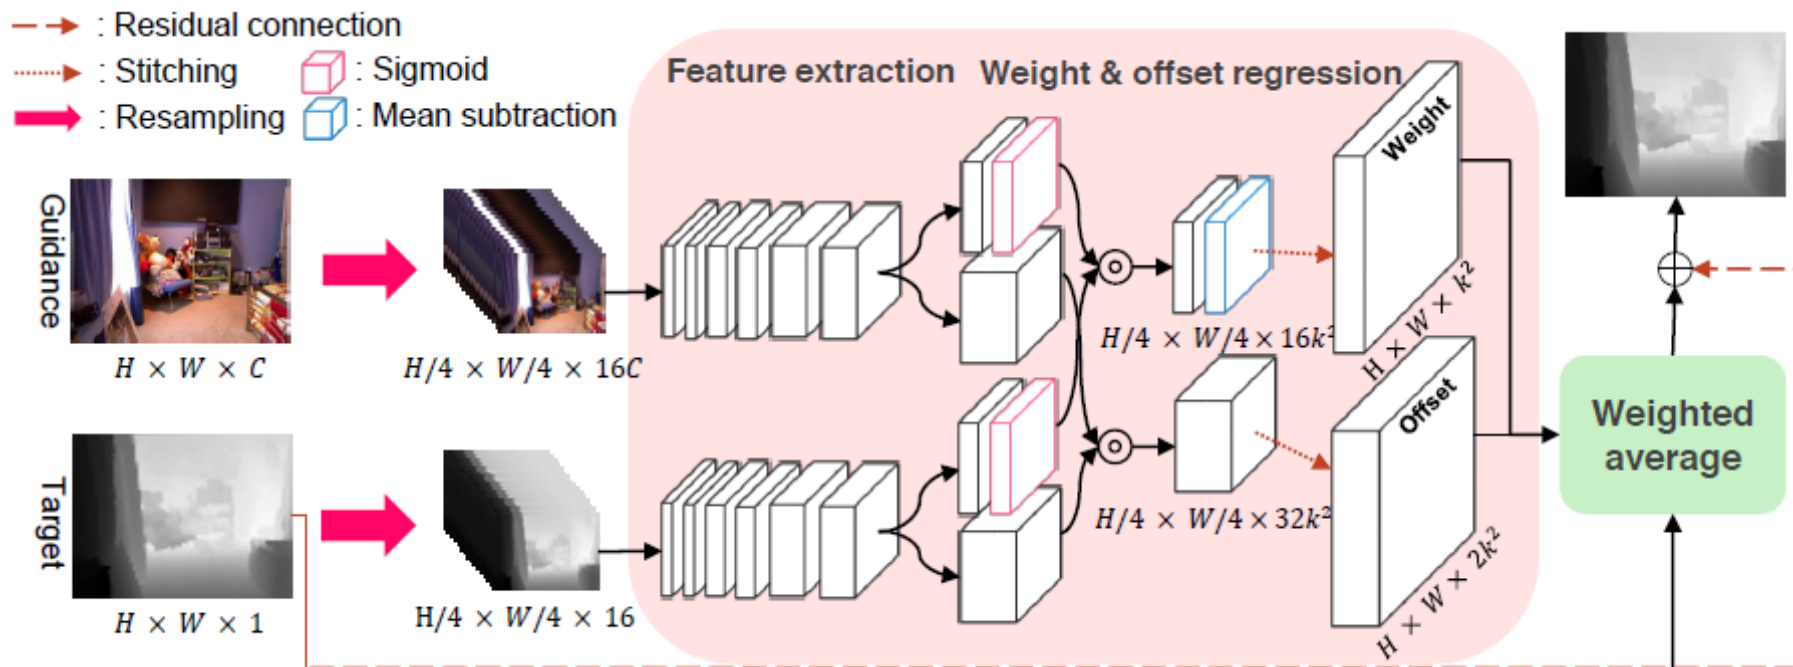 : Residual connection
: Stitching
: Sigmoid
: Resampling
: Mean subtraction
Feature extraction
Weight & offset regression
Guidance
H × W × C
H/4 × W/4 × 16C
H/4 × W/4 × 16k²
Weight
H × W × k²
Target
H × W × 1
H/4 × W/4 × 16
H/4 × W/4 × 32k²
Offset
H × W × 2k²
Weighted
average